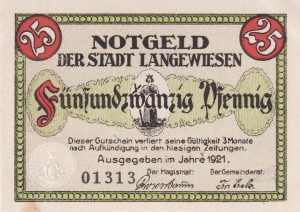 25 NOTGELD 25
DER STADT LANGEWIESEN
Fünfundzwanzig Pfennig
Dieser Gutschein verliert seine Gültigkeit 3 Monate
nach Aufkündigung in den hiesigen Zeitungen.
Ausgegeben im Jahre 1921.
01313 Der Magistrat: Der Gemeinderat: